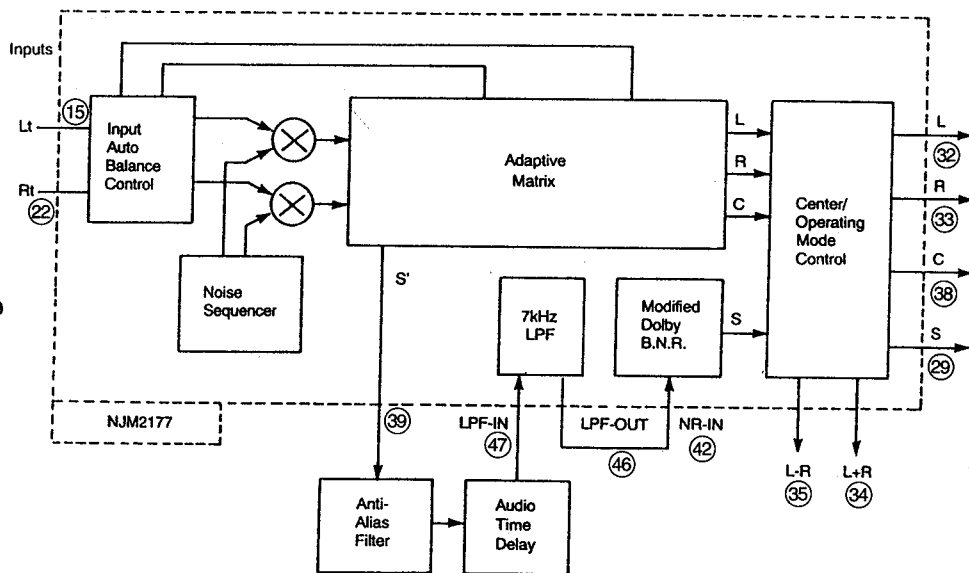 Inputs
Lt
15
Rt
22
Input
Auto
Balance
Control
Noise
Sequencer
Adaptive
Matrix
L
R
C
S'
7kHz
LPF
Modified
Dolby
B.N.R.
S
Center/
Operating
Mode
Control
L
32
R
33
C
38
S
29
NJM2177
39
LPF-IN
47
LPF-OUT
46
NR-IN
42
L-R
35
L+R
34
Anti-
Alias
Filter
Audio
Time
Delay